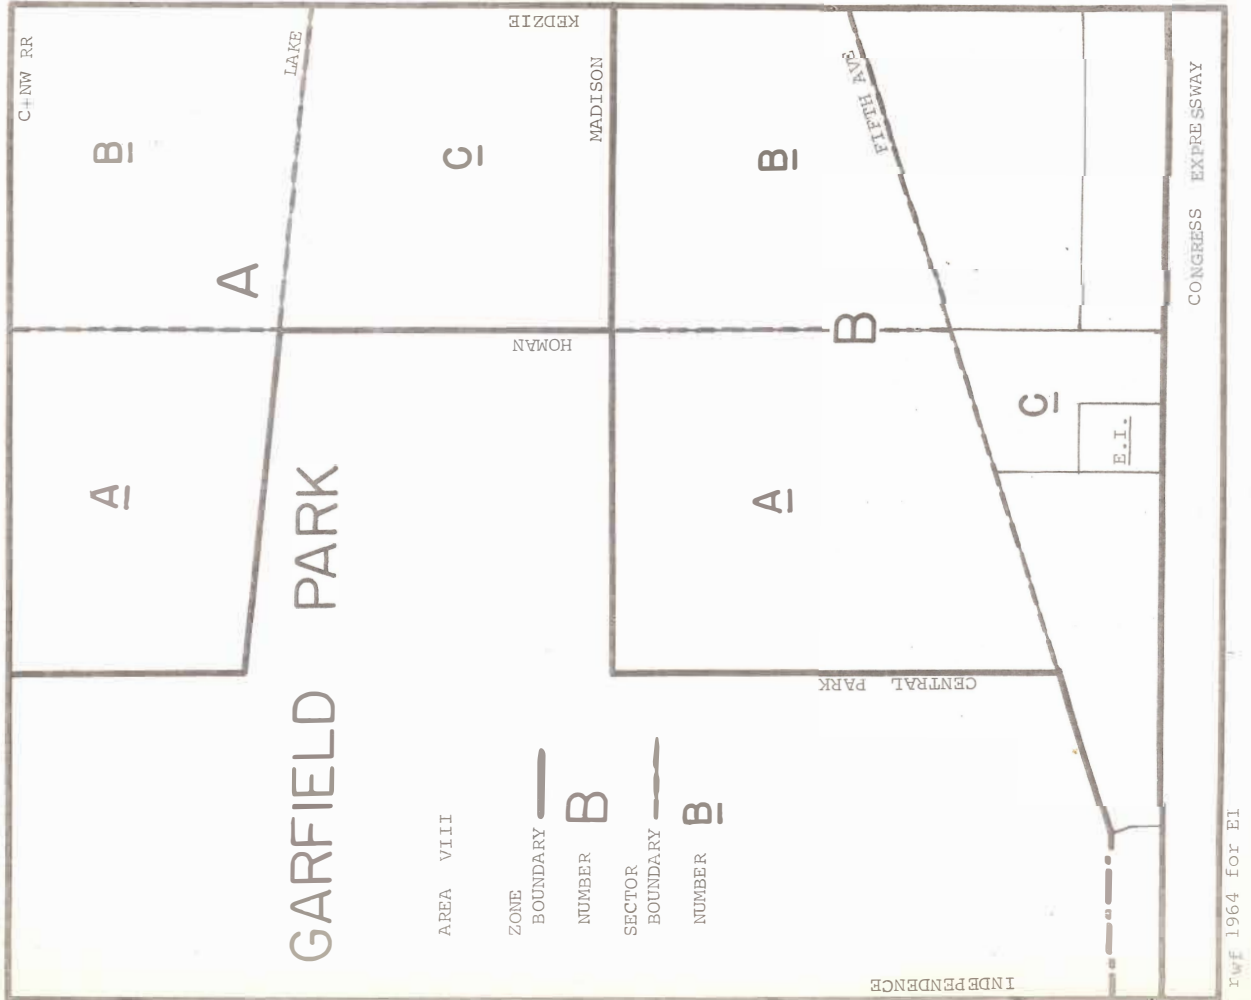 C+NW RR
LAKE
KEDZIE
MADISON
FIFTH AVE
CONGRESS EXPRESSWAY
B
A
C
B
HOMAN
B
A
A
C
E.I.
GARFIELD PARK
CENTRAL PARK
AREA VIII
ZONE
BOUNDARY
NUMBER B
SECTOR
BOUNDARY
NUMBER B
INDEPENDENCE
rwf 1964 for EI